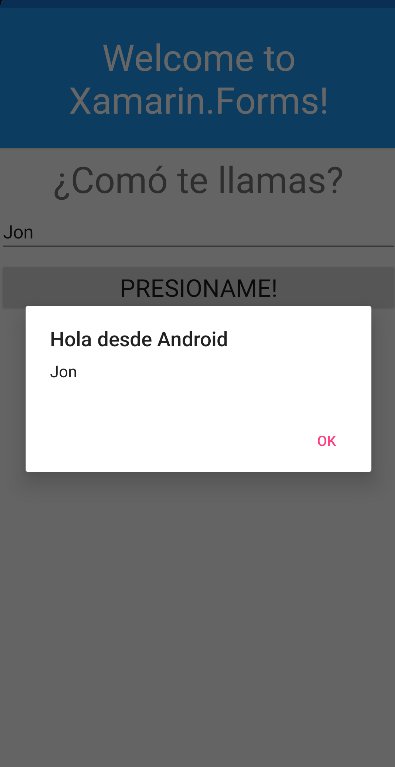 Welcome to
Xamarin.Forms!
¿Comó te llamas?
Jon
PRESIONAME!
Hola desde Android
Jon
OK